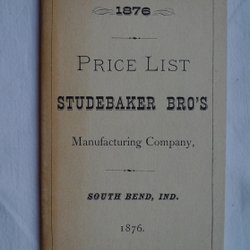 1876
PRICE LIST
STUDEBAKER BRO'S
Manufacturing Company,
SOUTH BEND, IND.
1876.